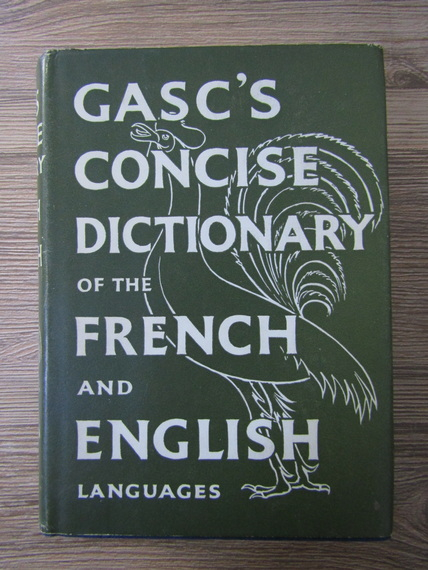 GASC'S
CONCISE
DICTIONARY
OF THE
FRENCH
AND
ENGLISH
LANGUAGES